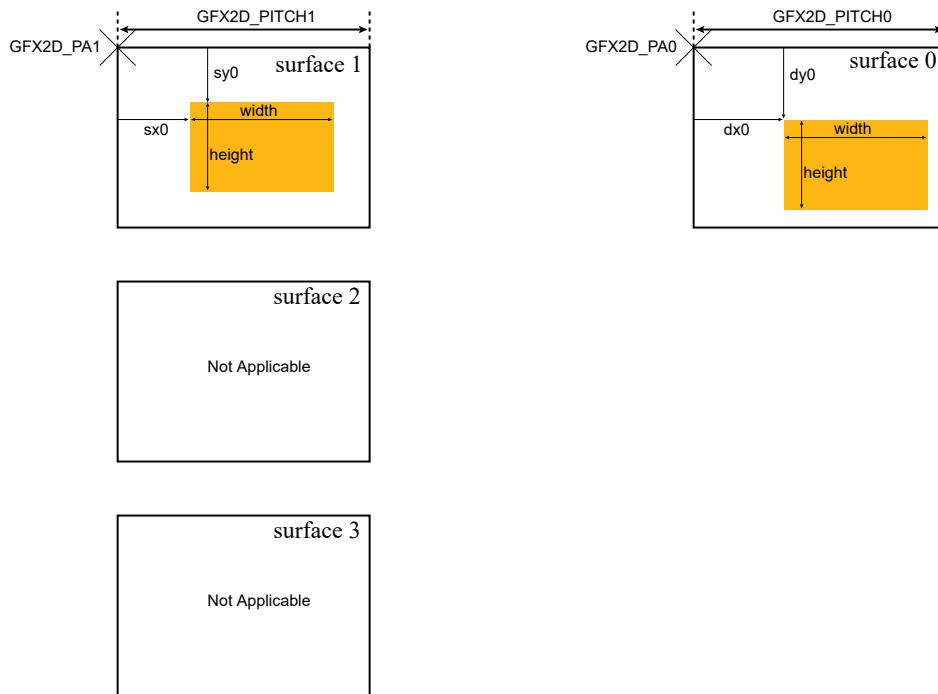 GFX2D_PITCH1
GFX2D_PA1
surface 1
sy0
width
sx0
height
GFX2D_PITCH0
GFX2D_PA0
surface 0
dy0
width
dx0
height
surface 2
Not Applicable
surface 3
Not Applicable